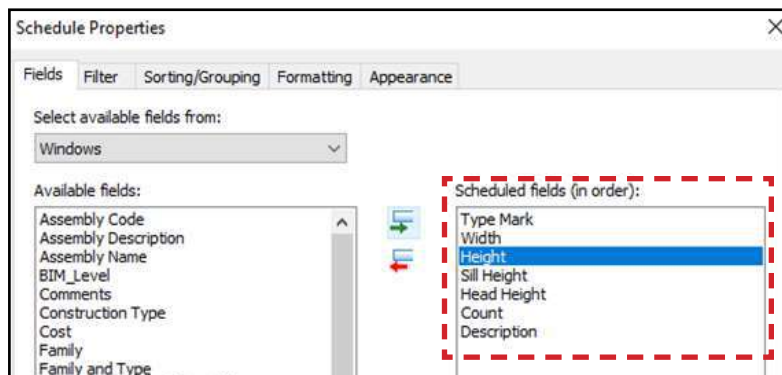 Schedule Properties
Fields Filter Sorting/Grouping Formatting Appearance
Select available fields from:
Windows
Available fields:
Assembly Code
Assembly Description
Assembly Name
BIM_Level
Comments
Construction Type
Cost
Family
Family and Type
Scheduled fields (in order):
Type Mark
Width
Height
Sill Height
Head Height
Count
Description